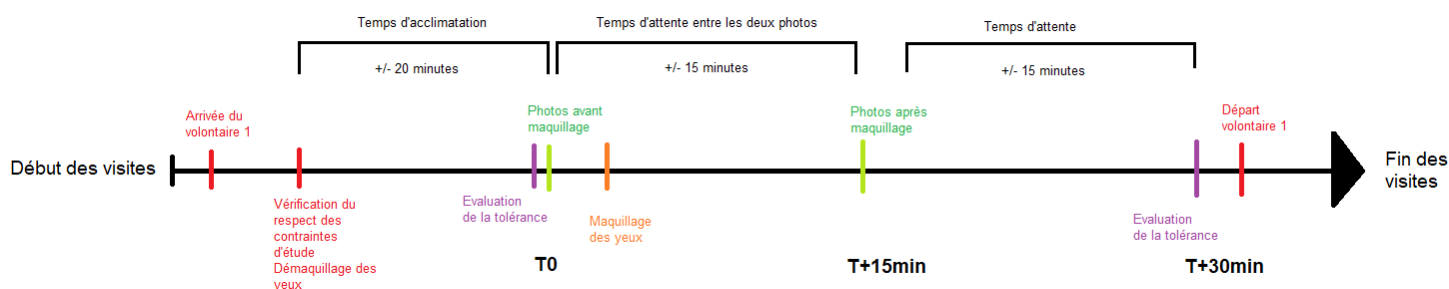 Temps d'acclimatation
Temps d'attente entre les deux photos
Temps d'attente
+/- 20 minutes
+/- 15 minutes
+/- 15 minutes
Arrivée du
volontaire 1
Photos avant
maquillage
Photos après
maquillage
Départ
volontaire 1
Début des visites
Fin des
visites
Vérification du
respect des
contraintes
d'étude
Démaquillage des
yeux
Evaluation
de la tolérance
Maquillage
des yeux
Evaluation
de la tolérance
T0
T+15min
T+30min